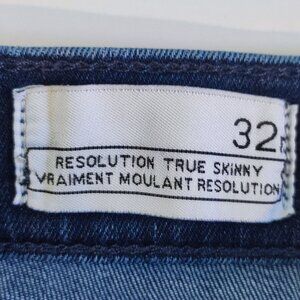 32
RESOLUTION TRUE SKINNY
VRAIMENT MOULANT RESOLUTION